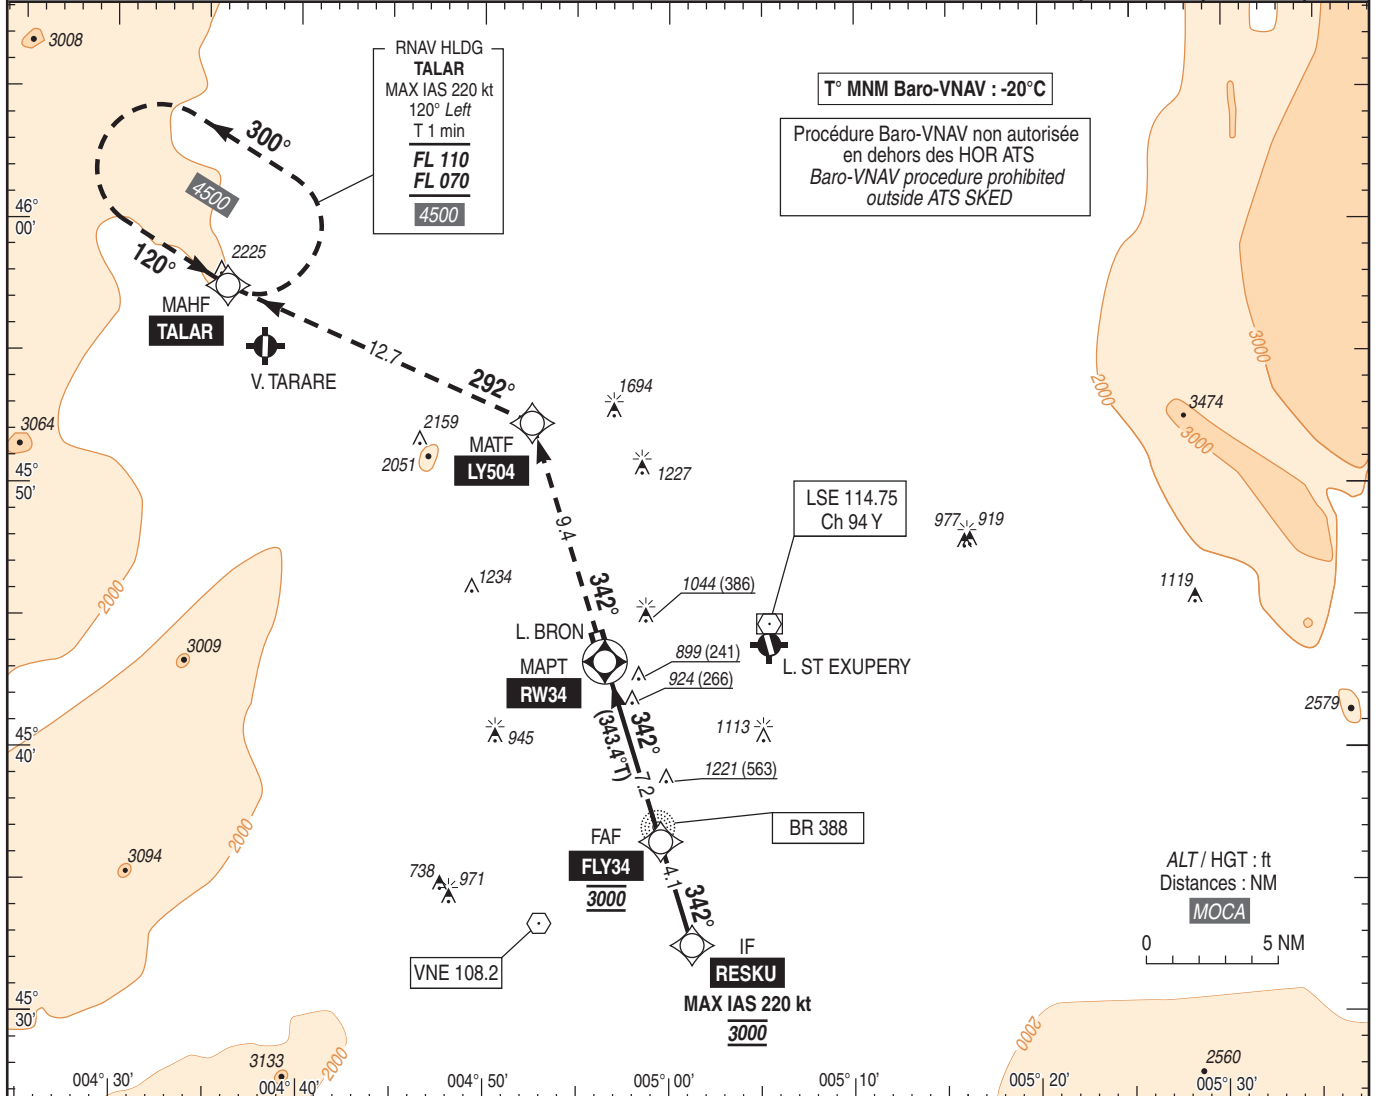 3008
RNAV HLDG
TALAR
MAX IAS 220 kt
120° Left
T 1 min
FL 110
FL 070
4500
T° MNM Baro-VNAV : -20°C
Procédure Baro-VNAV non autorisée
en dehors des HOR ATS
Baro-VNAV procedure prohibited
outside ATS SKED
300°
4500
46°
00'
120°
2225
MAHF
TALAR
V. TARARE
12.7
292°
1694
3000
2000
3474
3000
3064
2159
2051
MATF
LY504
1227
45°
50'
9.4
LSE 114.75
Ch 94 Y
977
919
1234
342°
1044 (386)
1119
2000
L. BRON
3009
MAPT
RW34
899 (241)
924 (266)
L. ST EXUPERY
2579
945
342°
(343.4°T)
1113
45°
40'
7.2
1221 (563)
2000
BR 388
FAF
FLY34
3000
3094
738
971
4.1
342°
ALT / HGT : ft
Distances : NM
MOCA
0
5 NM
VNE 108.2
IF
RESKU
MAX IAS 220 kt
3000
45°
30'
2000
2000
3133
2560
004° 30'
004° 40'
004° 50'
005° 00'
005° 10'
005° 20'
005° 30'